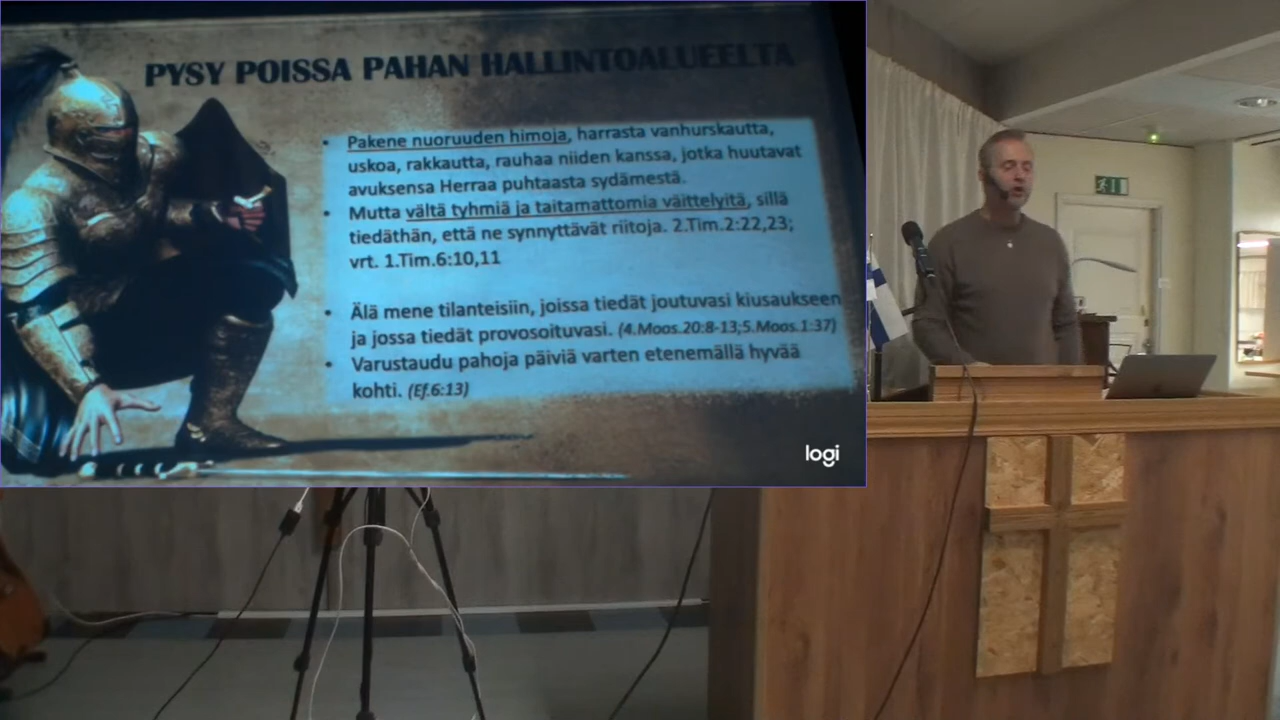 PYSY POISSA PAHAN HALLINTOALUEELTA
• Pakene nuoruuden himoja, harrasta vanhurskautta,
uskoa, rakkautta, rauhaa niiden kanssa, jotka huutavat
avuksensa Herraa puhtaasta sydämestä.
• Mutta vältä tyhmiä ja taitamattomia väittelyitä, sillä
tiedäthän, että ne synnyttävät riitoja. 2.Tim.2:22,23;
vrt. 1.Tim.6:10,11
• Älä mene tilanteisiin, joissa tiedät joutuvasi kiusaukseen
ja jossa tiedät provosoituvasi. (4.Moos.20:8-13;5.Moos.1:37)
• Varustaudu pahoja päiviä varten etenemällä hyvää
kohti. (Ef.6:13)
logi